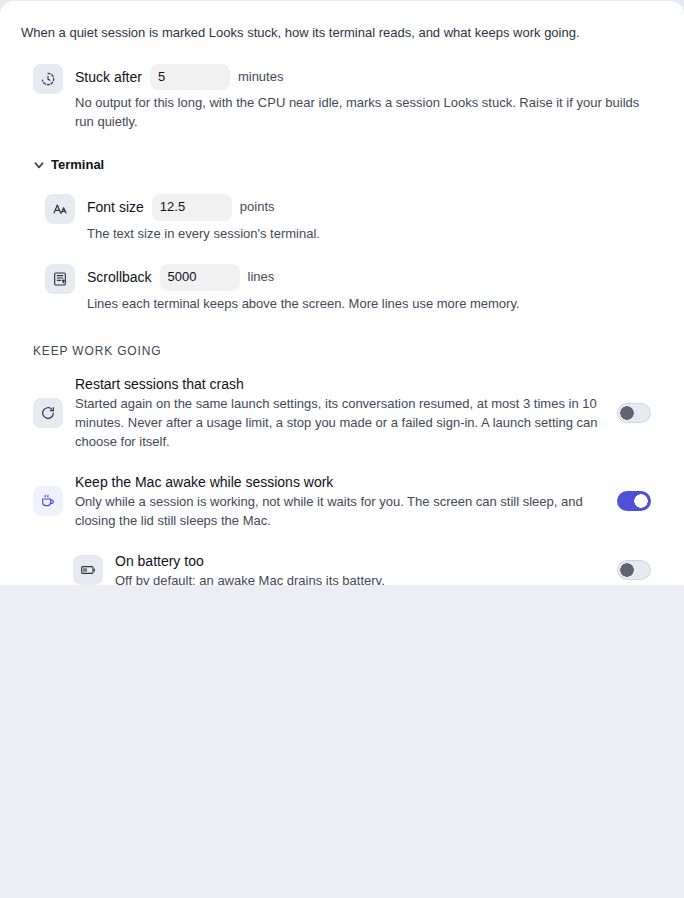 When a quiet session is marked Looks stuck, how its terminal reads, and what keeps work going.
Stuck after 5 minutes
No output for this long, with the CPU near idle, marks a session Looks stuck. Raise it if your builds
run quietly.
Terminal
Font size 12.5 points
The text size in every session's terminal.
Scrollback 5000 lines
Lines each terminal keeps above the screen. More lines use more memory.
KEEP WORK GOING
Restart sessions that crash
Started again on the same launch settings, its conversation resumed, at most 3 times in 10
minutes. Never after a usage limit, a stop you made or a failed sign-in. A launch setting can
choose for itself.
Keep the Mac awake while sessions work
Only while a session is working, not while it waits for you. The screen can still sleep, and
closing the lid still sleeps the Mac.
On battery too
Off by default: an awake Mac drains its battery.